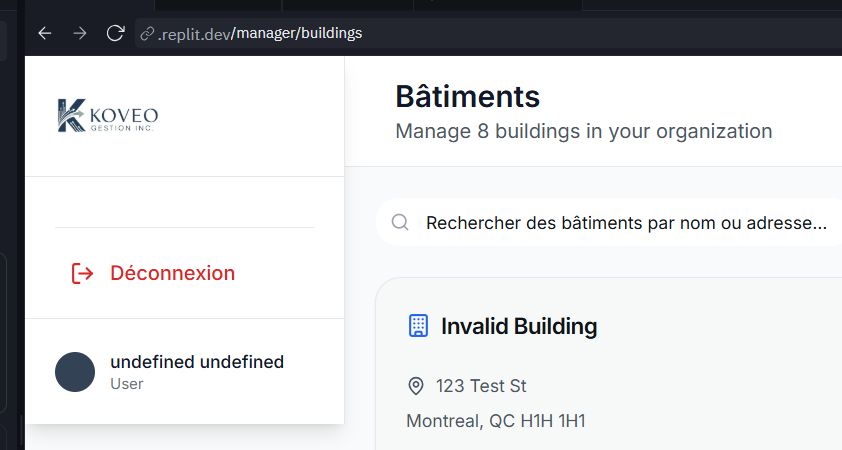 .replit.dev/manager/buildings
KOVEO
GESTION INC.
Bâtiments
Manage 8 buildings in your organization
Rechercher des bâtiments par nom ou adresse...
Déconnexion
undefined undefined
User
Invalid Building
123 Test St
Montreal, QC H1H 1H1